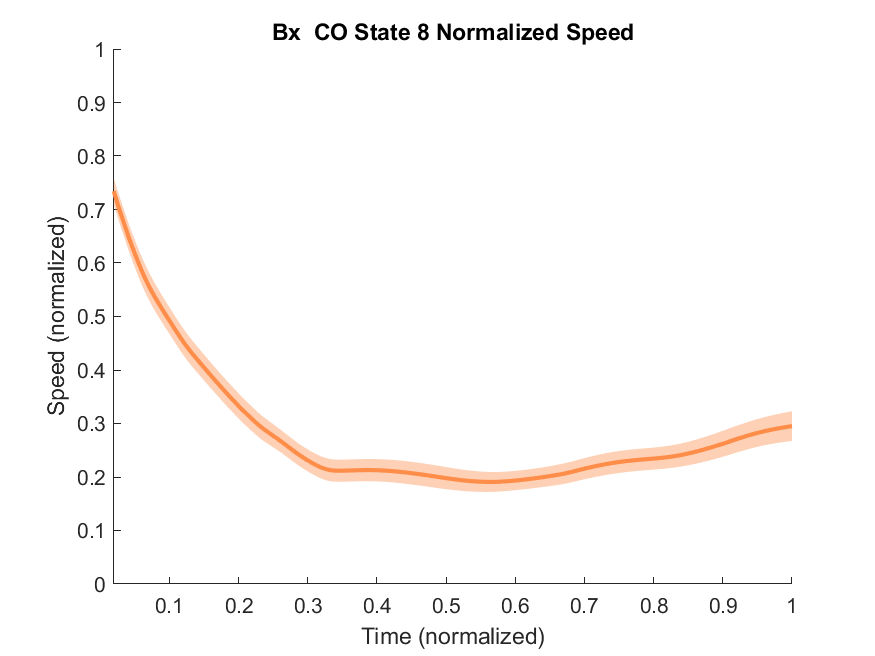 Bx  CO State 8 Normalized Speed
1
0.9
0.8
0.7
0.6
0.5
0.4
0.3
0.2
0.1
0
Speed (normalized)
0.1 0.2 0.3 0.4 0.5 0.6 0.7 0.8 0.9 1
Time (normalized)